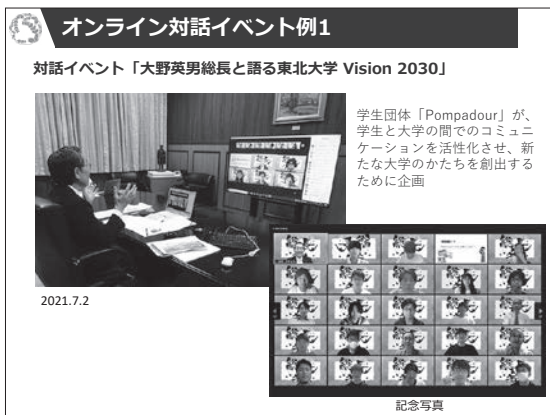 オンライン対話イベント例1
対話イベント「大野英男総長と語る東北大学 Vision 2030」
学生団体「Pompadour」が、
学生と大学の間でのコミュニ
ケーションを活性化させ、新
たな大学のかたちを創出する
ために企画
2021.7.2
記念写真